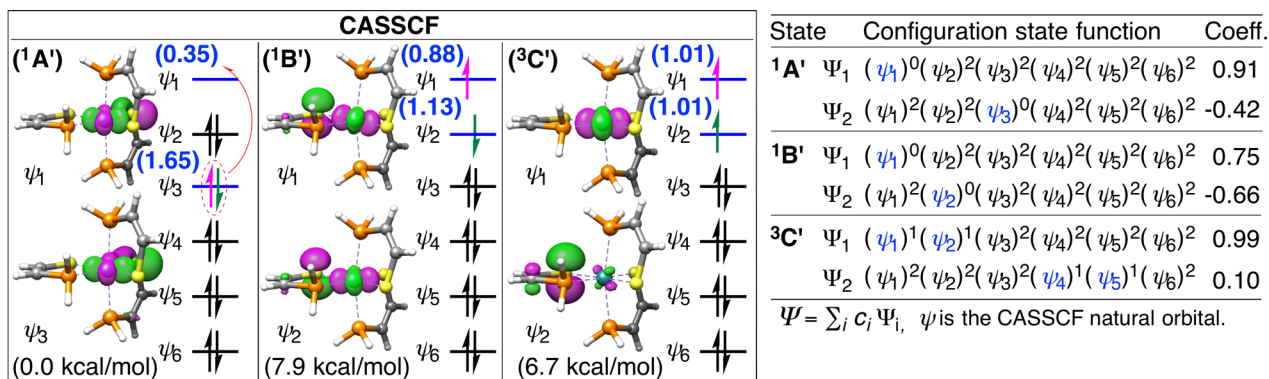 CASSCF
(¹A')
(0.35)
ψ₁
ψ₂
(1.65)
ψ₃
ψ₁
ψ₄
ψ₅
ψ₃
ψ₆
(0.0 kcal/mol)
(¹B')
(0.88)
ψ₁
(1.13)
ψ₂
ψ₁
ψ₃
ψ₄
ψ₅
ψ₂
ψ₆
(7.9 kcal/mol)
(³C')
(1.01)
ψ₁
(1.01)
ψ₂
ψ₁
ψ₃
ψ₄
ψ₅
ψ₂
ψ₆
(6.7 kcal/mol)
State Configuration state function Coeff.
¹A' Ψ₁ (ψ₁)⁰(ψ₂)²(ψ₃)²(ψ₄)²(ψ₅)²(ψ₆)² 0.91
Ψ₂ (ψ₁)²(ψ₂)²(ψ₃)⁰(ψ₄)²(ψ₅)²(ψ₆)² -0.42
¹B' Ψ₁ (ψ₁)⁰(ψ₂)²(ψ₃)²(ψ₄)²(ψ₅)²(ψ₆)² 0.75
Ψ₂ (ψ₁)²(ψ₂)⁰(ψ₃)²(ψ₄)²(ψ₅)²(ψ₆)² -0.66
³C' Ψ₁ (ψ₁)¹(ψ₂)¹(ψ₃)²(ψ₄)²(ψ₅)²(ψ₆)² 0.99
Ψ₂ (ψ₁)²(ψ₂)²(ψ₃)²(ψ₄)¹(ψ₅)¹(ψ₆)² 0.10
Ψ = ∑ᵢ cᵢ Ψᵢ, ψ is the CASSCF natural orbital.